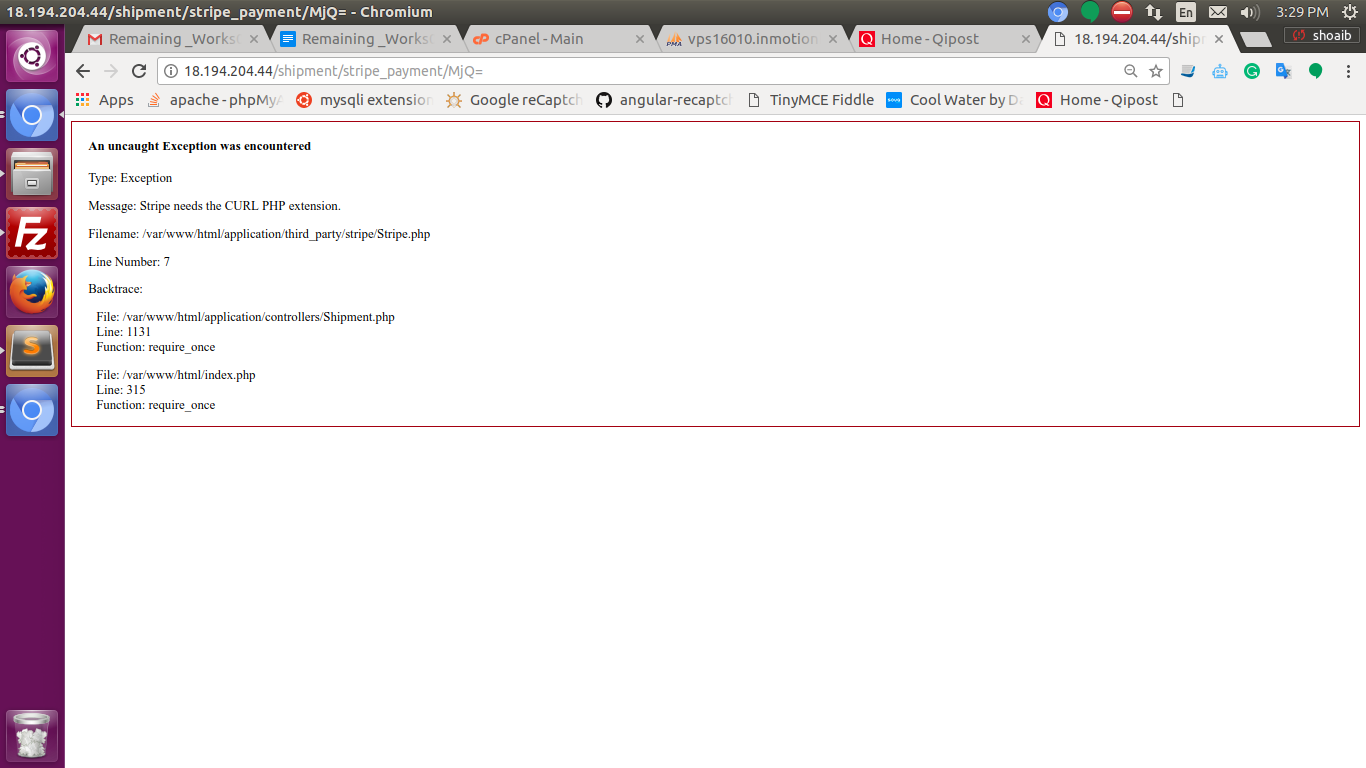 18.194.204.44/shipment/stripe_payment/MjQ= - Chromium
En
3:29 PM
Remaining _Works
Remaining _Works
cPanel - Main
PMA
vps16010.inmotion
Q
Home - Qipost
18.194.204.44/ship
shoaib
18.194.204.44/shipment/stripe_payment/MjQ=
Apps
apache - phpMyA
mysqli extension
Google reCaptch
angular-recaptc
TinyMCE Fiddle
Cool Water by Da
Q
Home - Qipost
An uncaught Exception was encountered
Type: Exception
Message: Stripe needs the CURL PHP extension.
Filename: /var/www/html/application/third_party/stripe/Stripe.php
Line Number: 7
Backtrace:
File: /var/www/html/application/controllers/Shipment.php
Line: 1131
Function: require_once
File: /var/www/html/index.php
Line: 315
Function: require_once
Fz
S